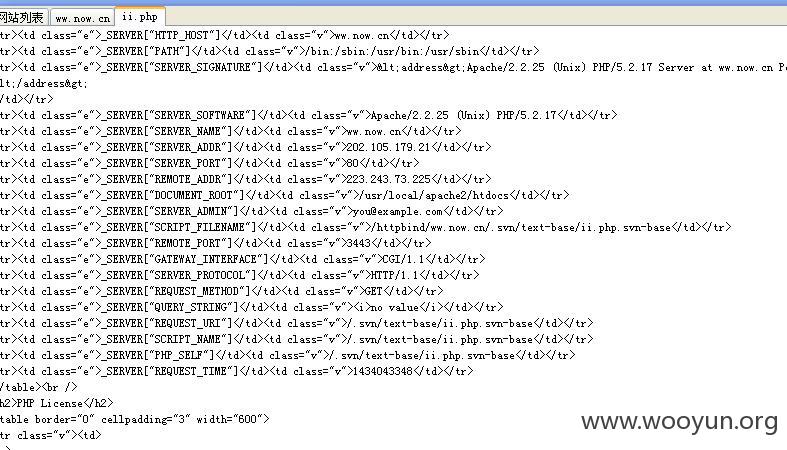 网站列表 ww.now.cn ii.php
tr><td class="e">_SERVER["HTTP_HOST"]</td><td class="v">ww.now.cn</td></tr>
tr><td class="e">_SERVER["PATH"]</td><td class="v">/bin:/sbin:/usr/bin:/usr/sbin</td></tr>
tr><td class="e">_SERVER["SERVER_SIGNATURE"]</td><td class="v">&lt;address&gt;Apache/2.2.25 (Unix) PHP/5.2.17 Server at ww.now.cn Po
lt;/address&gt;
/td></tr>
tr><td class="e">_SERVER["SERVER_SOFTWARE"]</td><td class="v">Apache/2.2.25 (Unix) PHP/5.2.17</td></tr>
tr><td class="e">_SERVER["SERVER_NAME"]</td><td class="v">ww.now.cn</td></tr>
tr><td class="e">_SERVER["SERVER_ADDR"]</td><td class="v">202.105.179.21</td></tr>
tr><td class="e">_SERVER["SERVER_PORT"]</td><td class="v">80</td></tr>
tr><td class="e">_SERVER["REMOTE_ADDR"]</td><td class="v">223.243.73.225</td></tr>
tr><td class="e">_SERVER["DOCUMENT_ROOT"]</td><td class="v">/usr/local/apache2/htdocs</td></tr>
tr><td class="e">_SERVER["SERVER_ADMIN"]</td><td class="v">you@example.com</td></tr>
tr><td class="e">_SERVER["SCRIPT_FILENAME"]</td><td class="v">/httpbind/ww.now.cn/.svn/text-base/ii.php.svn-base</td></tr>
tr><td class="e">_SERVER["REMOTE_PORT"]</td><td class="v">3443</td></tr>
tr><td class="e">_SERVER["GATEWAY_INTERFACE"]</td><td class="v">CGI/1.1</td></tr>
tr><td class="e">_SERVER["SERVER_PROTOCOL"]</td><td class="v">HTTP/1.1</td></tr>
tr><td class="e">_SERVER["REQUEST_METHOD"]</td><td class="v">GET</td></tr>
tr><td class="e">_SERVER["QUERY_STRING"]</td><td class="v"><i>no value</i></td></tr>
tr><td class="e">_SERVER["REQUEST_URI"]</td><td class="v">/.svn/text-base/ii.php.svn-base</td></tr>
tr><td class="e">_SERVER["SCRIPT_NAME"]</td><td class="v">/.svn/text-base/ii.php.svn-base</td></tr>
tr><td class="e">_SERVER["PHP_SELF"]</td><td class="v">/.svn/text-base/ii.php.svn-base</td></tr>
tr><td class="e">_SERVER["REQUEST_TIME"]</td><td class="v">1434043348</td></tr>
/table><br />
h2>PHP License</h2>
table border="0" cellpadding="3" width="600">
tr class="v"><td>
www.wooyun.org